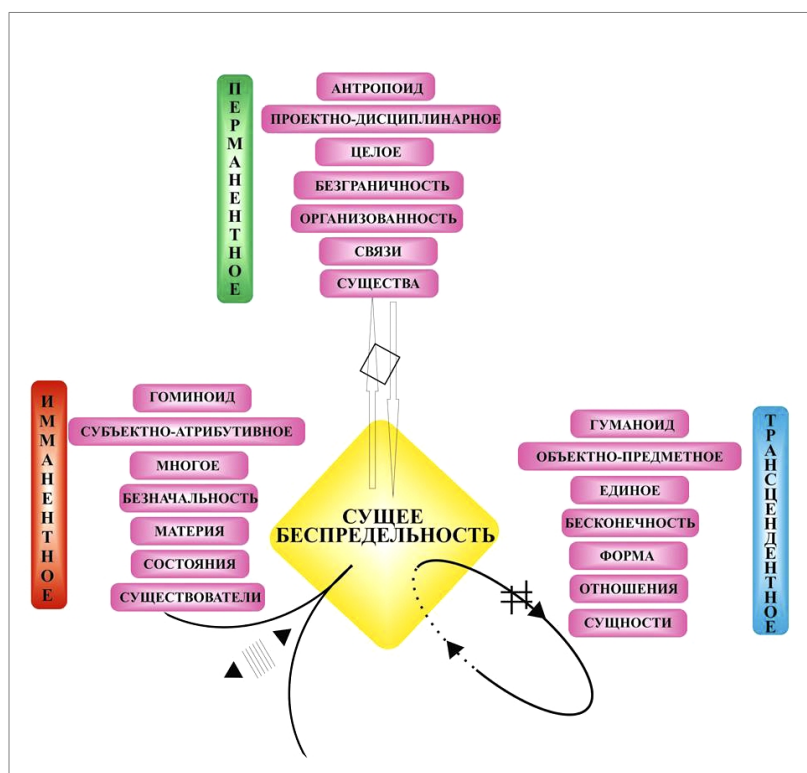 ПЕРМАНЕНТНОЕ
АНТРОПОИД
ПРОЕКТНО-ДИСЦИПЛИНАРНОЕ
ЦЕЛОЕ
БЕЗГРАНИЧНОСТЬ
ОРГАНИЗОВАННОСТЬ
СВЯЗИ
СУЩЕСТВА
ИММАНЕНТНОЕ
ГОМИНОИД
СУБЪЕКТНО-АТРИБУТИВНОЕ
МНОГОЕ
БЕЗНАЧАЛЬНОСТЬ
МАТЕРИЯ
СОСТОЯНИЯ
СУЩЕСТВОВАТЕЛИ
СУЩЕЕ
БЕСПРЕДЕЛЬНОСТЬ
ГУМАНОИД
ОБЪЕКТНО-ПРЕДМЕТНОЕ
ЕДИНОЕ
БЕСКОНЕЧНОСТЬ
ФОРМА
ОТНОШЕНИЯ
СУЩНОСТИ
ТРАНСЦЕНДЕНТНОЕ